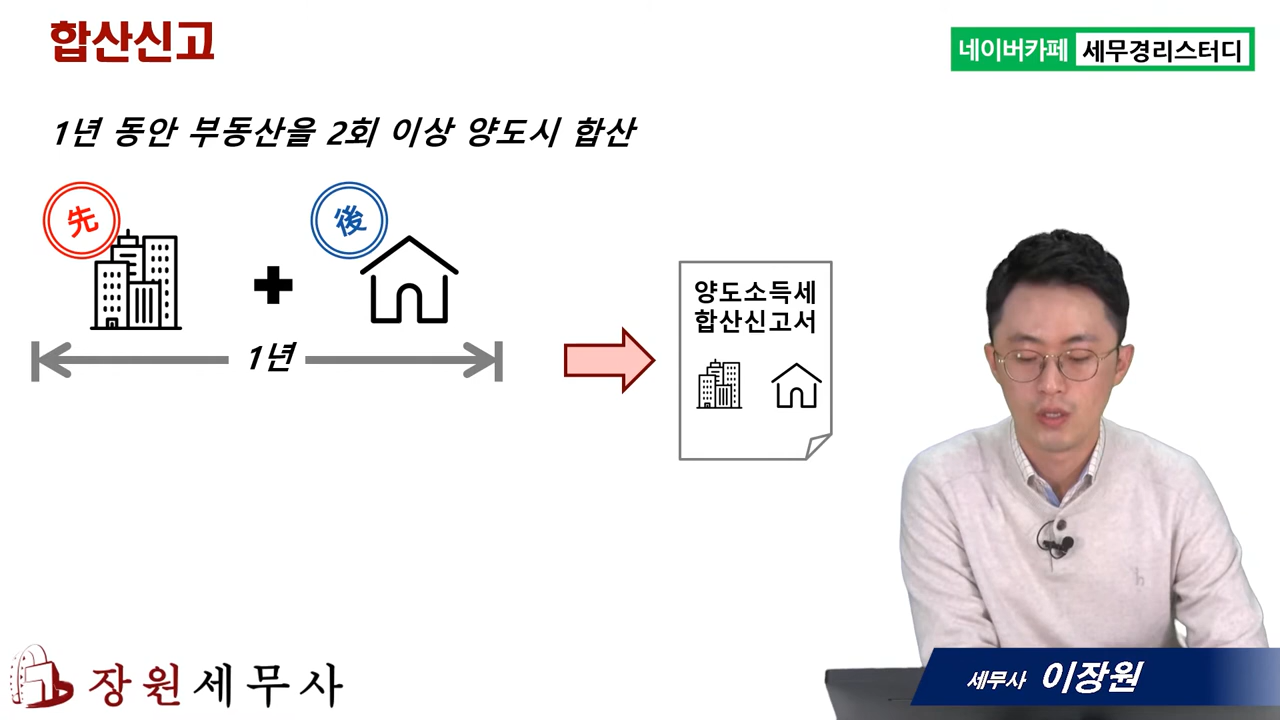 합산신고
네이버카페 세무경리스터디
1년 동안 부동산을 2회 이상 양도시 합산
先
後
1년
양도소득세
합산신고서
장원세무사
세무사 이장원